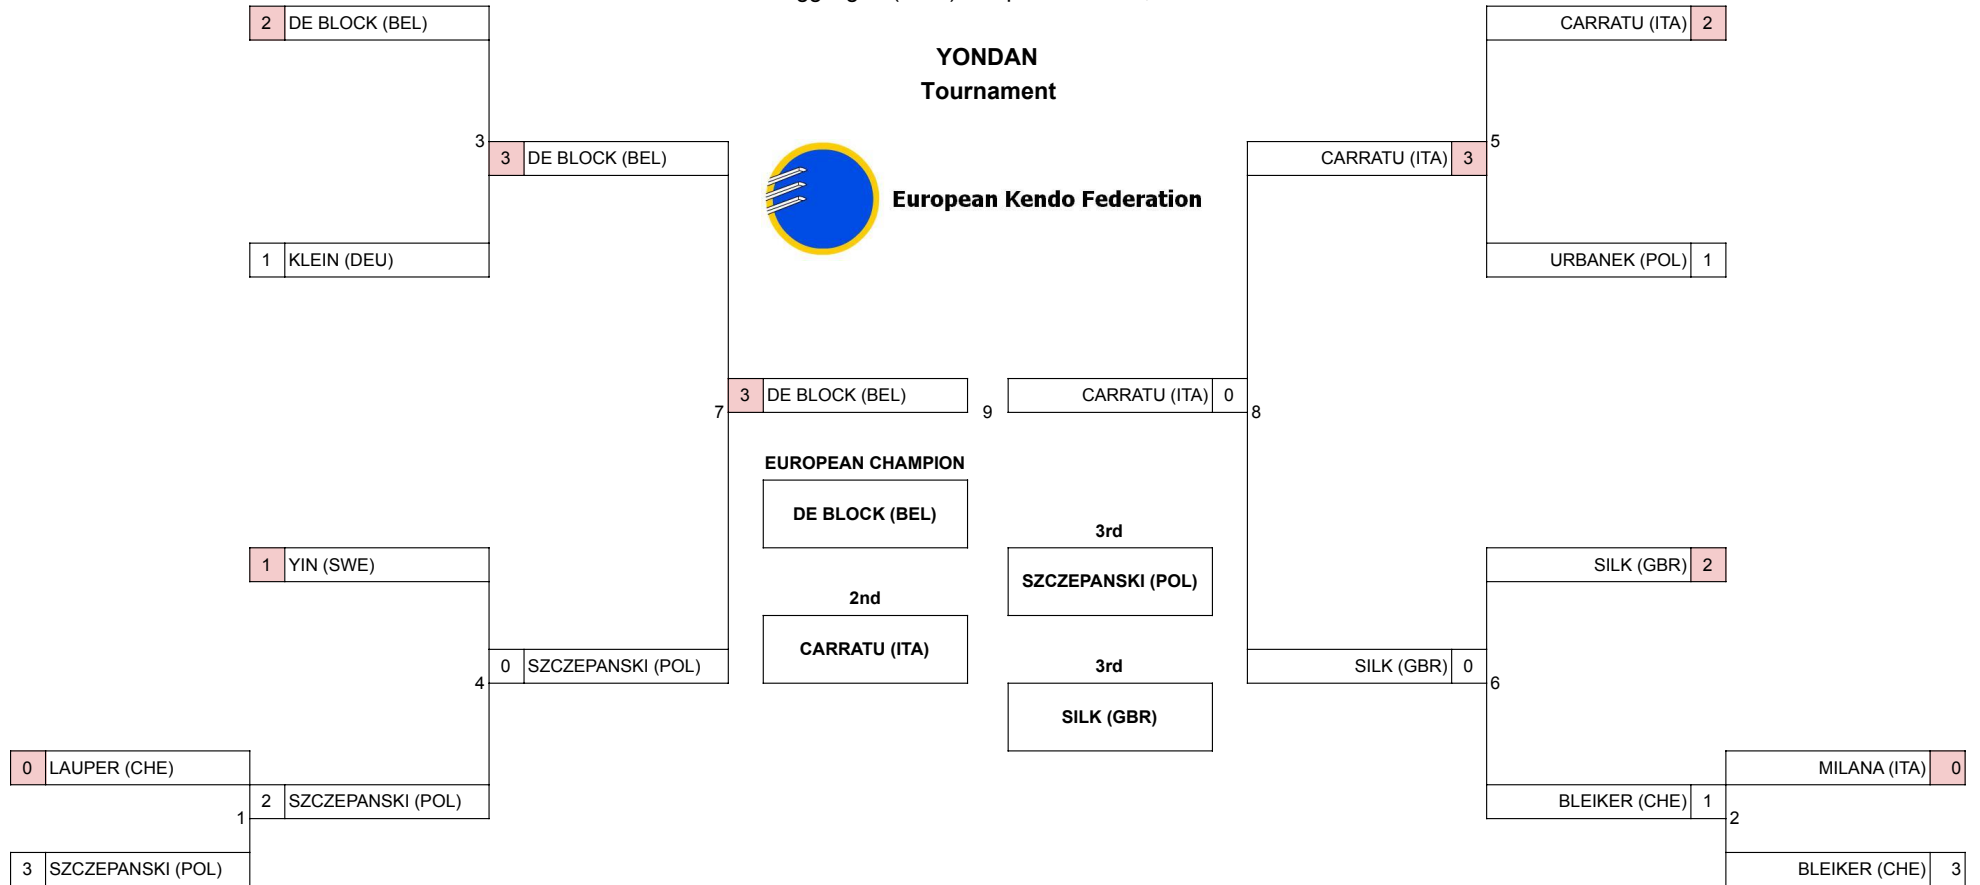 2 DE BLOCK (BEL)
CARRATU (ITA) 2
YONDAN
Tournament
3
5
3 DE BLOCK (BEL)
CARRATU (ITA) 3
European Kendo Federation
1 KLEIN (DEU)
URBANEK (POL) 1
3 DE BLOCK (BEL)
CARRATU (ITA) 0
7
9
8
EUROPEAN CHAMPION
DE BLOCK (BEL)
3rd
1 YIN (SWE)
SILK (GBR) 2
SZCZEPANSKI (POL)
2nd
CARRATU (ITA)
0 SZCZEPANSKI (POL)
3rd
SILK (GBR) 0
4
6
SILK (GBR)
0 LAUPER (CHE)
MILANA (ITA) 0
2 SZCZEPANSKI (POL)
BLEIKER (CHE) 1
1
2
3 SZCZEPANSKI (POL)
BLEIKER (CHE) 3